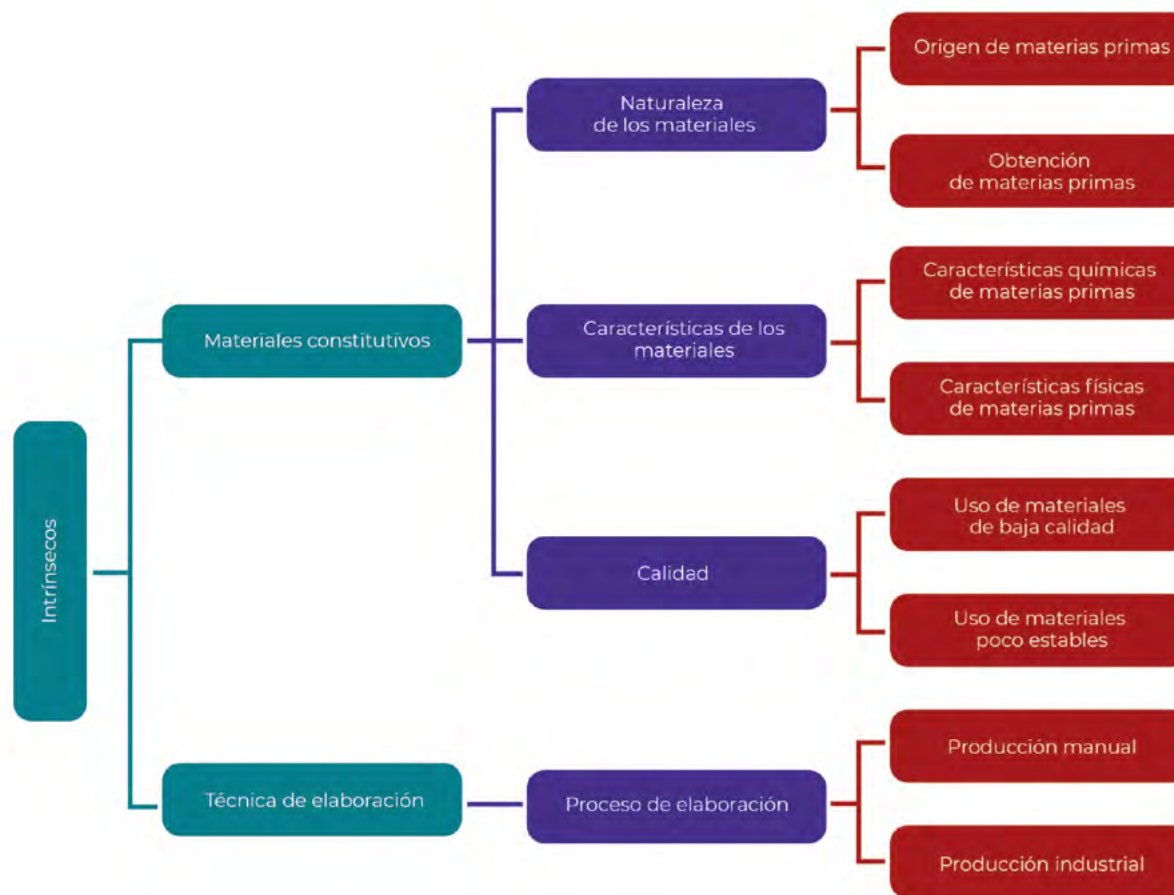 Intrínsecos
Materiales constitutivos
Naturaleza
de los materiales
Origen de materias primas
Obtención
de materias primas
Características de los
materiales
Características químicas
de materias primas
Características físicas
de materias primas
Calidad
Uso de materiales
de baja calidad
Uso de materiales
poco estables
Técnica de elaboración
Proceso de elaboración
Producción manual
Producción industrial